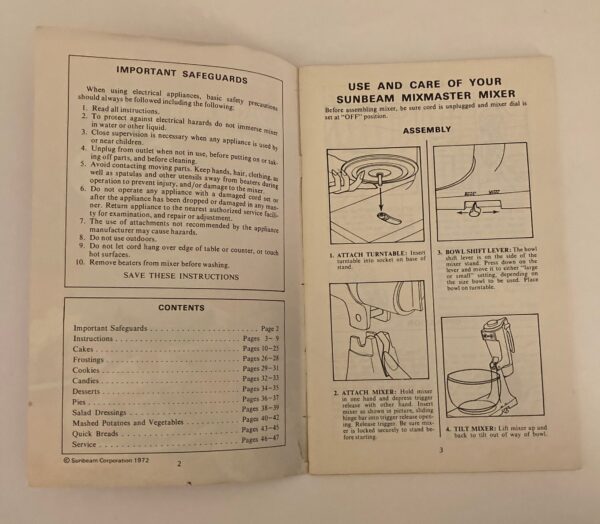 IMPORTANT SAFEGUARDS
When using electrical appliances, basic safety precautions
should always be followed including the following:
1. Read all instructions.
2. To protect against electrical hazards do not immerse mixer
in water or other liquid.
3. Close supervision is necessary when any appliance is used by
or near children.
4. Unplug from outlet when not in use, before putting on or tak-
ing off parts, and before cleaning.
5. Avoid contacting moving parts. Keep hands, hair, clothing, as
well as spatulas and other utensils away from beaters during
operation to prevent injury, and/or damage to the mixer.
6. Do not operate any appliance with a damaged cord set or
after the appliance has been dropped or damaged in any man-
ner. Return appliance to the nearest authorized service facili-
ty for examination, and repair or adjustment.
7. The use of attachments not recommended by the appliance
manufacturer may cause hazards.
8. Do not use outdoors.
9. Do not let cord hang over edge of table or counter, or touch
hot surfaces.
10. Remove beaters from mixer before washing.
SAVE THESE INSTRUCTIONS
CONTENTS
Important Safeguards . . . . . . . . . . . . . . . . . . Page 2
Instructions . . . . . . . . . . . . . . . . . . . . . Pages 3- 9
Cakes . . . . . . . . . . . . . . . . . . . . . . . . Pages 10-25
Frostings . . . . . . . . . . . . . . . . . . . . . . Pages 26-28
Cookies . . . . . . . . . . . . . . . . . . . . . . . Pages 29-31
Candies . . . . . . . . . . . . . . . . . . . . . . . Pages 32-33
Desserts . . . . . . . . . . . . . . . . . . . . . . Pages 34-35
Pies . . . . . . . . . . . . . . . . . . . . . . . . . Pages 36-37
Salad Dressings . . . . . . . . . . . . . . . . . . Pages 38-39
Mashed Potatoes and Vegetables . . . . . . . . Pages 40-42
Quick Breads . . . . . . . . . . . . . . . . . . . . Pages 43-45
Service . . . . . . . . . . . . . . . . . . . . . . . Pages 46-47
© Sunbeam Corporation 1972
2
USE AND CARE OF YOUR
SUNBEAM MIXMASTER MIXER
Before assembling mixer, be sure cord is unplugged and mixer dial is
set at "OFF" position.
ASSEMBLY
1. ATTACH TURNTABLE: Insert
turntable into socket on base of
stand.
2. ATTACH MIXER: Hold mixer
in one hand and depress trigger
release with other hand. Insert
mixer as shown in picture, sliding
hinge bar into trigger release open-
ing. Release trigger. Be sure mix-
er is locked securely to stand be-
fore starting.
3. BOWL SHIFT LEVER: The bowl
shift lever is on the side of the
mixer stand. Press down on the
lever and move it to either "large
or small" setting, depending on
the size bowl to be used. Place
bowl on turntable.
4. TILT MIXER: Lift mixer up and
back to tilt out of way of bowl.
3